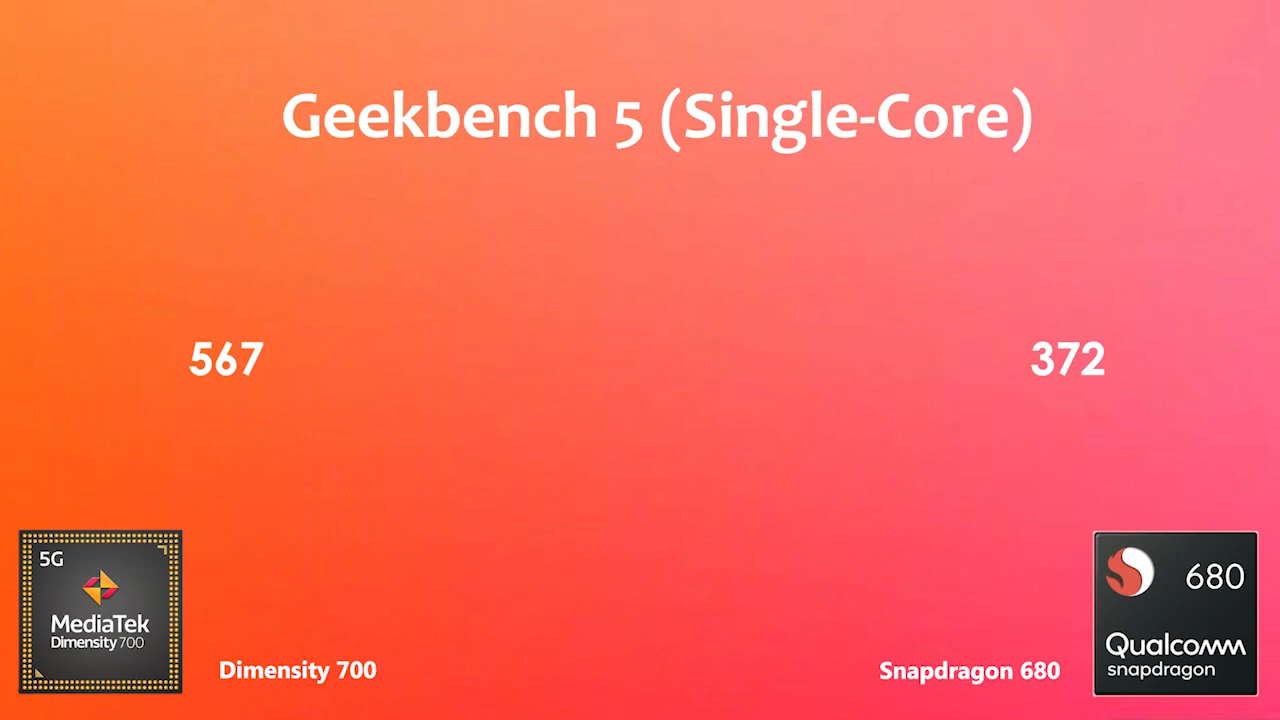 Geekbench 5 (Single-Core)
567
372
5G
MediaTek
Dimensity 700
Dimensity 700
Snapdragon 680
680
Qualcomm
snapdragon